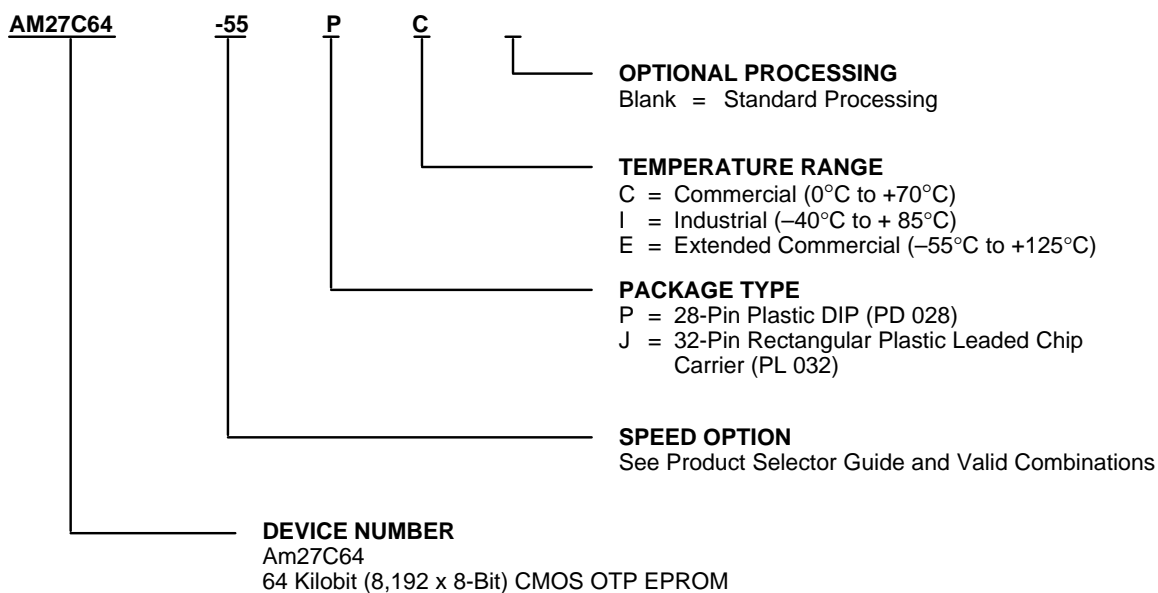 AM27C64 -55 P C
OPTIONAL PROCESSING
Blank = Standard Processing
TEMPERATURE RANGE
C = Commercial (0°C to +70°C)
I = Industrial (–40°C to + 85°C)
E = Extended Commercial (–55°C to +125°C)
PACKAGE TYPE
P = 28-Pin Plastic DIP (PD 028)
J = 32-Pin Rectangular Plastic Leaded Chip
Carrier (PL 032)
SPEED OPTION
See Product Selector Guide and Valid Combinations
DEVICE NUMBER
Am27C64
64 Kilobit (8,192 x 8-Bit) CMOS OTP EPROM